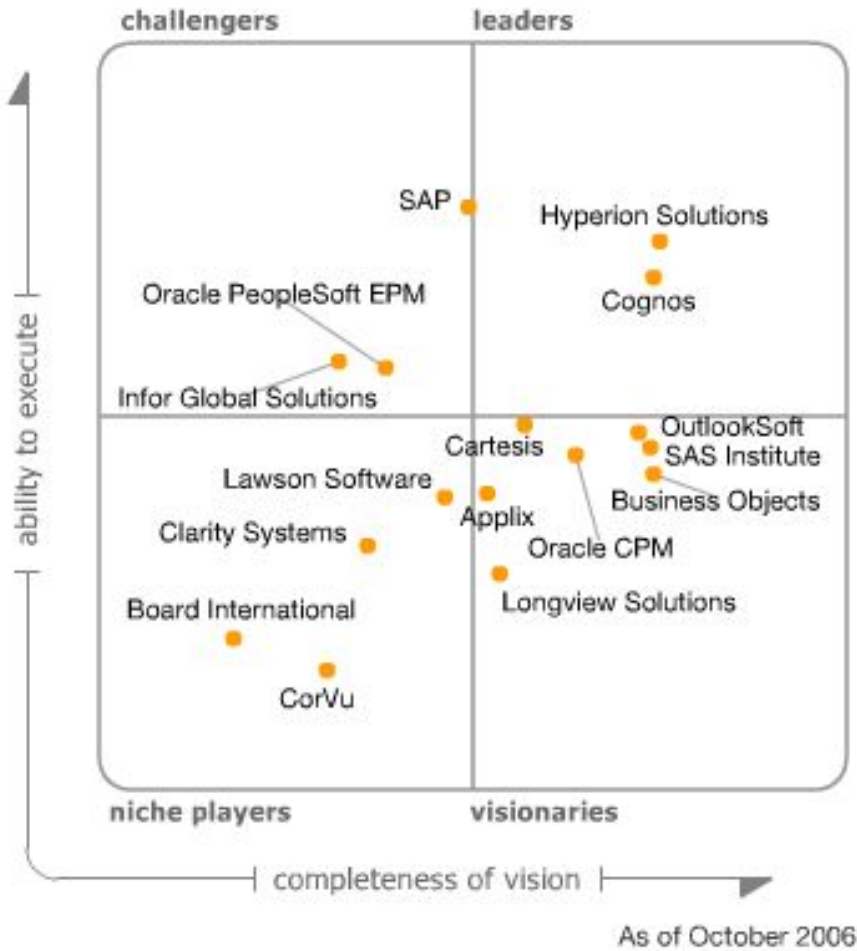 challengers
leaders
SAP
Hyperion Solutions
Cognos
Oracle PeopleSoft EPM
Infor Global Solutions
ability to execute
OutlookSoft
Cartesis
SAS Institute
Lawson Software
Business Objects
Applix
Clarity Systems
Oracle CPM
Longview Solutions
Board International
CorVu
niche players
visionaries
completeness of vision
As of October 2006